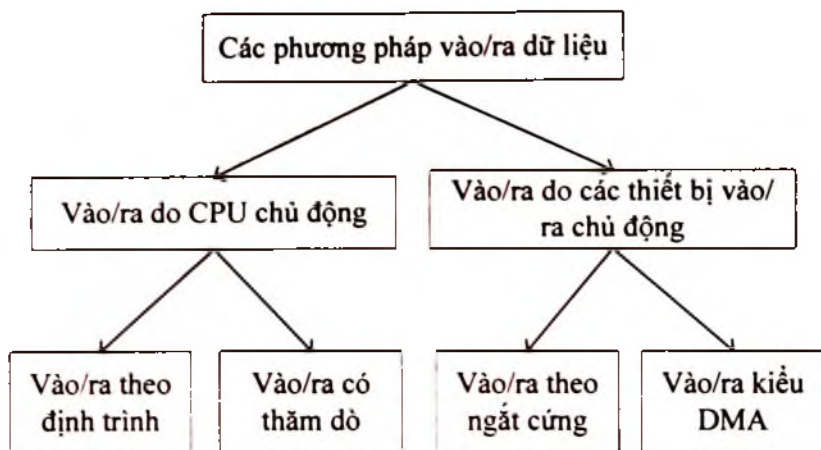 Các phương pháp vào/ra dữ liệu
Vào/ra do CPU chủ động
Vào/ra do các thiết bị vào/
ra chủ động
Vào/ra theo
định trình
Vào/ra có
thăm dò
Vào/ra theo
ngắt cứng
Vào/ra kiểu
DMA